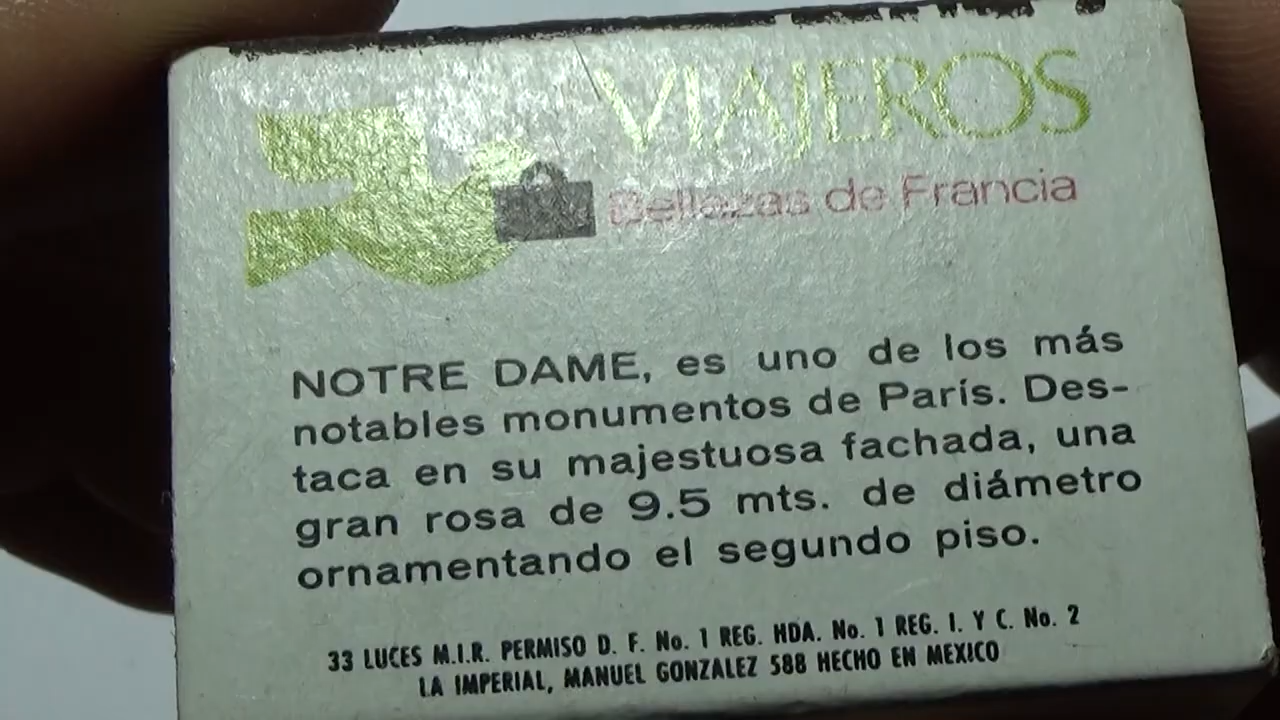 VIAJEROS
Bellezas de Francia
NOTRE DAME, es uno de los más
notables monumentos de París. Des-
taca en su majestuosa fachada, una
gran rosa de 9.5 mts. de diámetro
ornamentando el segundo piso.
33 LUCES M.I.R. PERMISO D. F. No. 1 REG. HDA. No. 1 REG. I. Y C. No. 2
LA IMPERIAL, MANUEL GONZALEZ 588 HECHO EN MEXICO